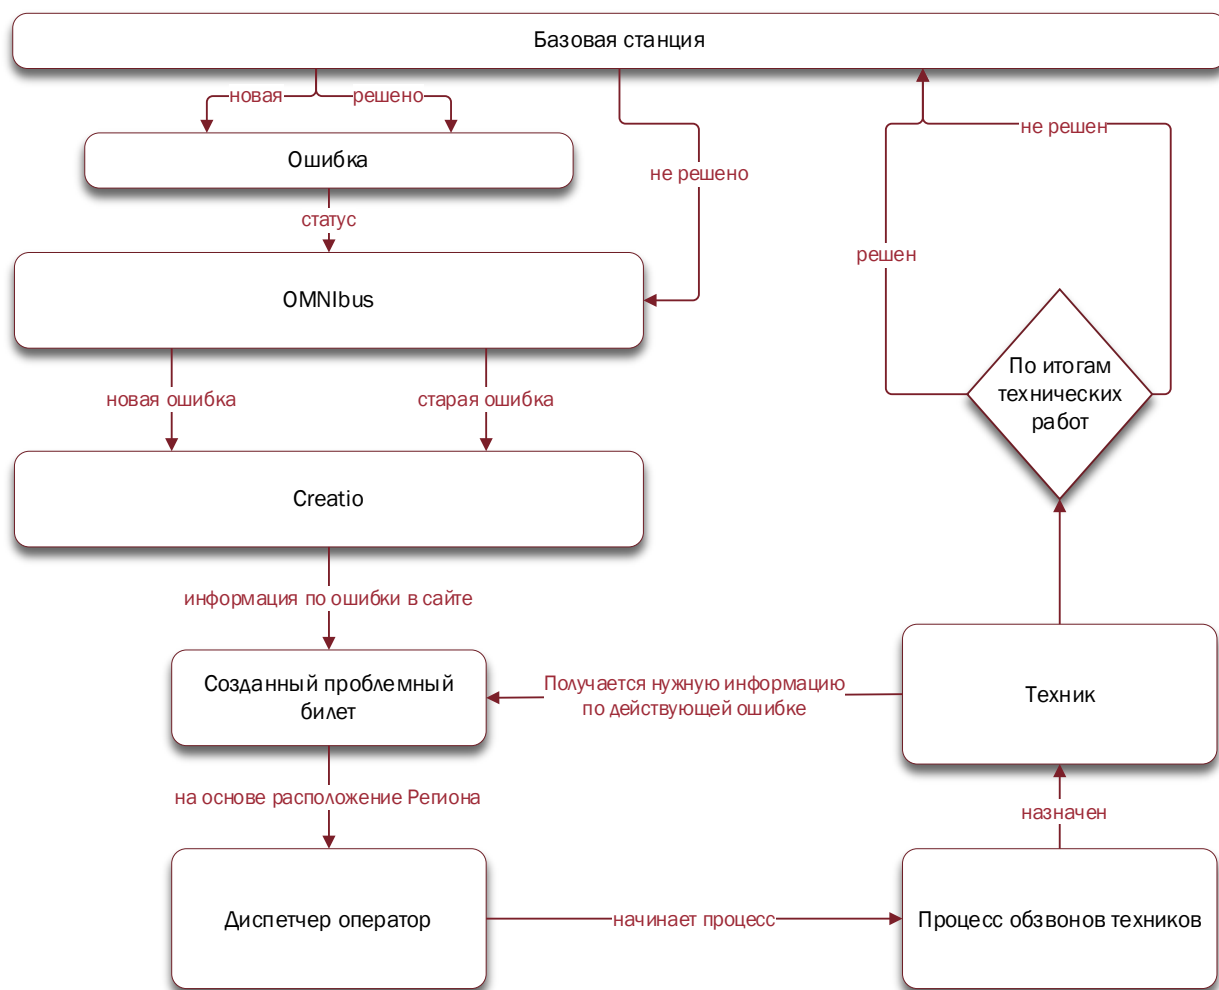 Базовая станция
новая
решено
не решен
Ошибка
не решено
статус
решен
OMNIbus
По итогам
технических
работ
новая ошибка
старая ошибка
Creatio
информация по ошибки в сайте
Созданный проблемный
билет
Получается нужную информацию
по действующей ошибке
Техник
на основе расположение Региона
назначен
Диспетчер оператор
начинает процесс
Процесс обзвонов техников